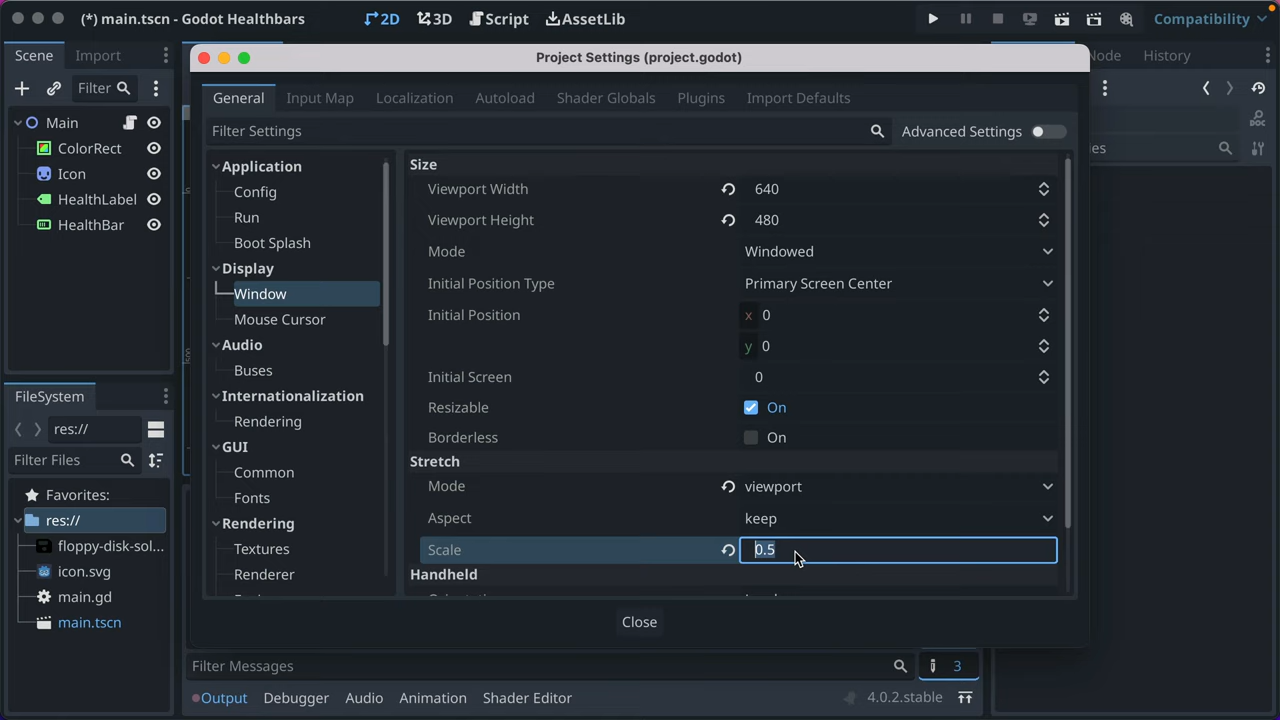 (*) main.tscn - Godot Healthbars
2D
3D
Script
AssetLib
Compatibility
Project Settings (project.godot)
Scene
Import
Node
History
Filter
General
Input Map
Localization
Autoload
Shader Globals
Plugins
Import Defaults
Filter Settings
Advanced Settings
Main
ColorRect
Icon
HealthLabel
HealthBar
Application
Config
Run
Boot Splash
Display
Window
Mouse Cursor
Audio
Buses
Internationalization
Rendering
GUI
Common
Fonts
Rendering
Textures
Renderer
Size
Viewport Width 640
Viewport Height 480
Mode Windowed
Initial Position Type Primary Screen Center
Initial Position x 0
y 0
Initial Screen 0
Resizable On
Borderless On
Stretch
Mode viewport
Aspect keep
Scale 0.5
Handheld
Close
FileSystem
res://
Filter Files
Favorites:
res://
floppy-disk-sol...
icon.svg
main.gd
main.tscn
Filter Messages
3
Output
Debugger
Audio
Animation
Shader Editor
4.0.2.stable